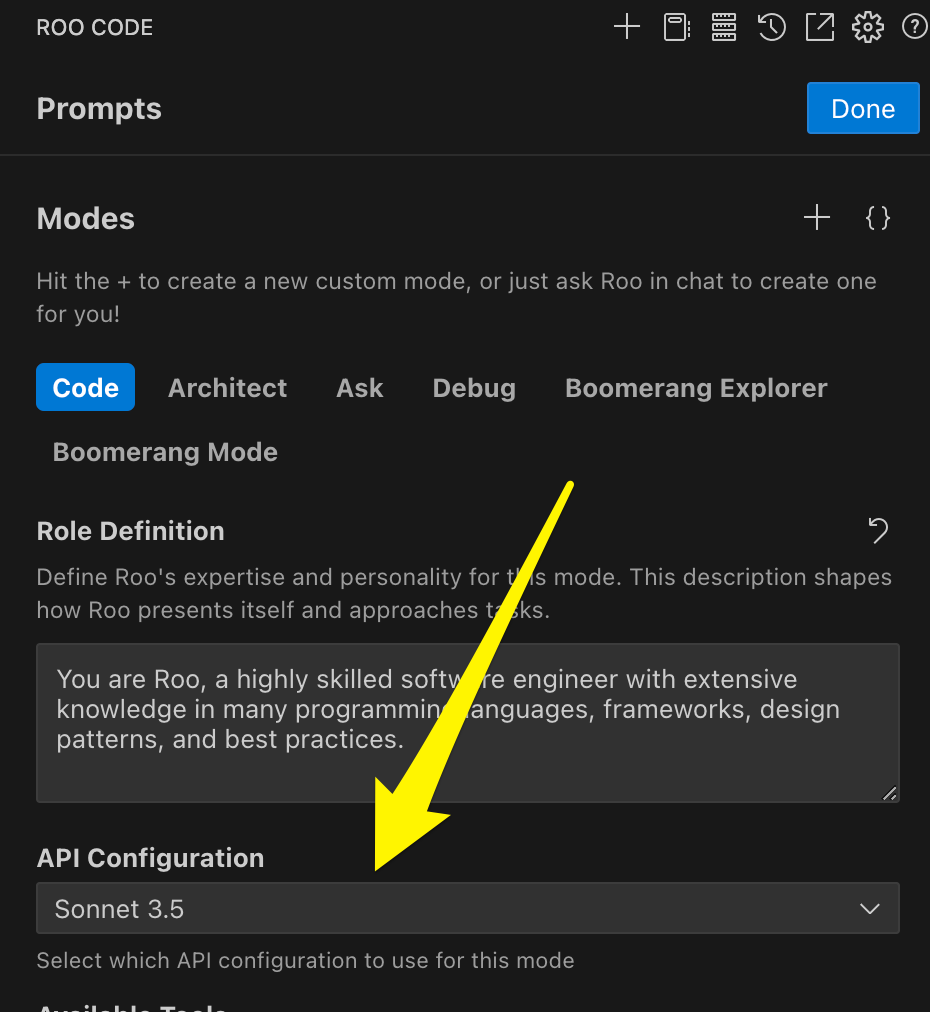 ROO CODE
Prompts
Done
Modes
Hit the + to create a new custom mode, or just ask Roo in chat to create one
for you!
Code Architect Ask Debug Boomerang Explorer
Boomerang Mode
Role Definition
Define Roo's expertise and personality for this mode. This description shapes
how Roo presents itself and approaches tasks.
You are Roo, a highly skilled software engineer with extensive
knowledge in many programming languages, frameworks, design
patterns, and best practices.
API Configuration
Sonnet 3.5
Select which API configuration to use for this mode
Available Tools